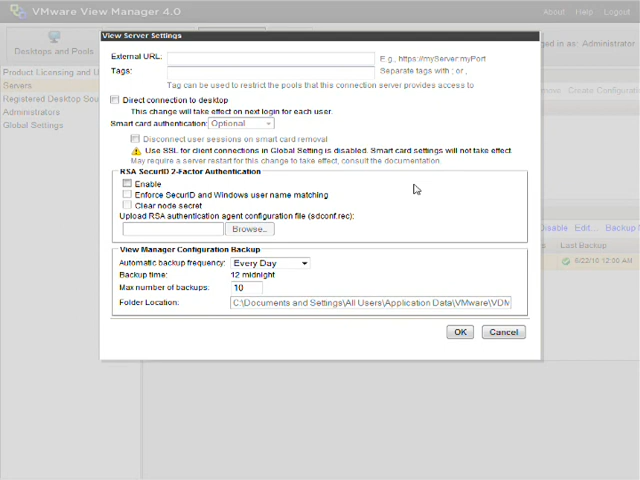 VMware View Manager 4.0
About Help Logout
Desktops and Pools
ged in as: Administrator
Product Licensing and U
Servers
Registered Desktop Sou
Administrators
Global Settings
View Server Settings
External URL:
E.g., https://myServer:myPort
Tags:
Separate tags with ; or ,
Tag can be used to restrict the pools that this connection server provides access to
Direct connection to desktop
This change will take effect on next login for each user.
Smart card authentication: Optional
Disconnect user sessions on smart card removal
Use SSL for client connections in Global Setting is disabled. Smart card settings will not take effect.
May require a server restart for this change to take effect, consult the documentation.
RSA SecurID 2-Factor Authentication
Enable
Enforce SecurID and Windows user name matching
Clear node secret
Upload RSA authentication agent configuration file (sdconf.rec):
Browse...
View Manager Configuration Backup
Automatic backup frequency: Every Day
Backup time: 12 midnight
Max number of backups: 10
Folder Location: C:\Documents and Settings\All Users\Application Data\VMware\VDM
OK Cancel
Create Configurat
Disable Edit... Backup
Last Backup
6/22/10 12:00 AM